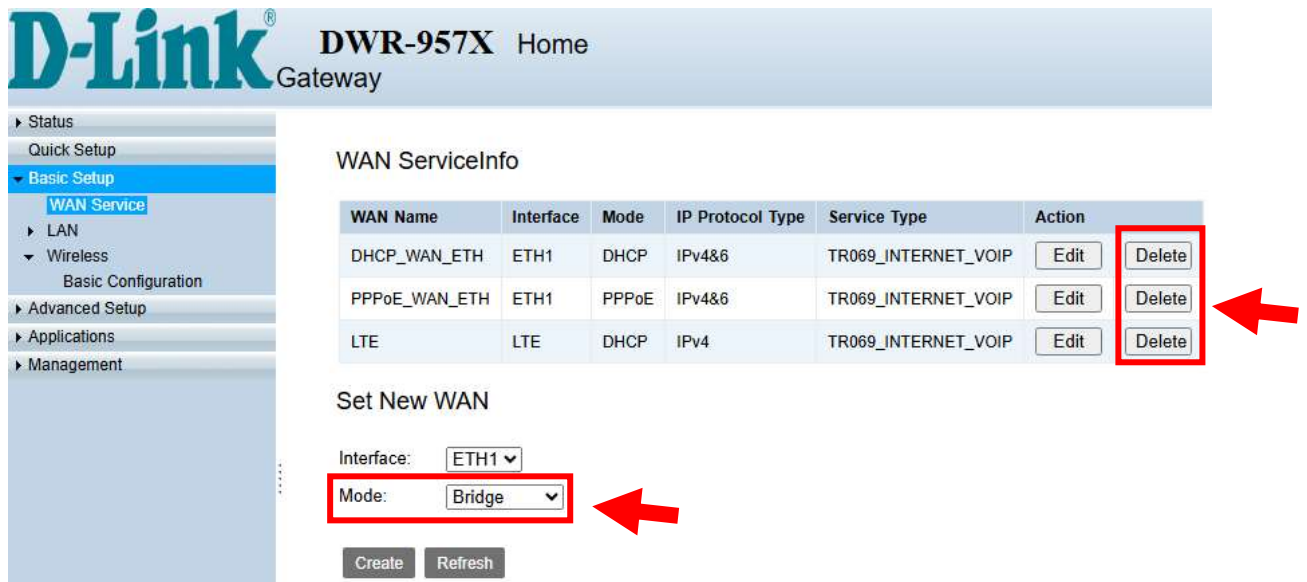 D-Link®
DWR-957X Home
Gateway
Status
Quick Setup
Basic Setup
WAN Service
LAN
Wireless
Basic Configuration
Advanced Setup
Applications
Management
WAN ServiceInfo
WAN Name Interface Mode IP Protocol Type Service Type Action
DHCP_WAN_ETH ETH1 DHCP IPv4&6 TR069_INTERNET_VOIP Edit Delete
PPPoE_WAN_ETH ETH1 PPPoE IPv4&6 TR069_INTERNET_VOIP Edit Delete
LTE LTE DHCP IPv4 TR069_INTERNET_VOIP Edit Delete
Set New WAN
Interface: ETH1
Mode: Bridge
Create Refresh